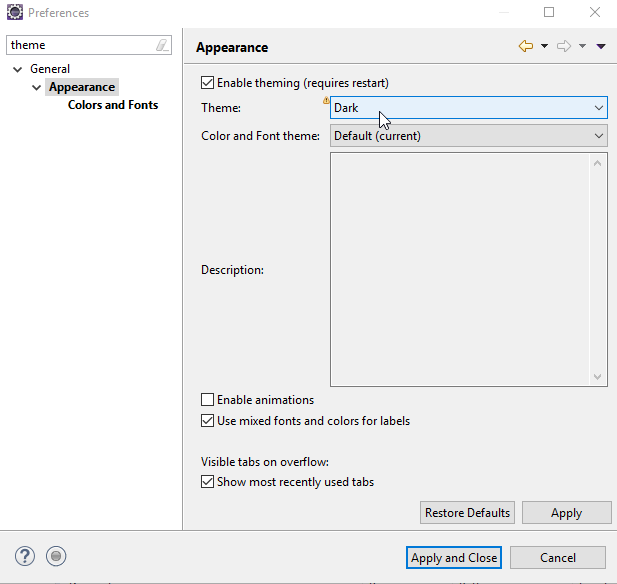 Preferences
theme
General
Appearance
Colors and Fonts
Appearance
Enable theming (requires restart)
Theme: Dark
Color and Font theme: Default (current)
Description:
Enable animations
Use mixed fonts and colors for labels
Visible tabs on overflow:
Show most recently used tabs
Restore Defaults Apply
? Apply and Close Cancel